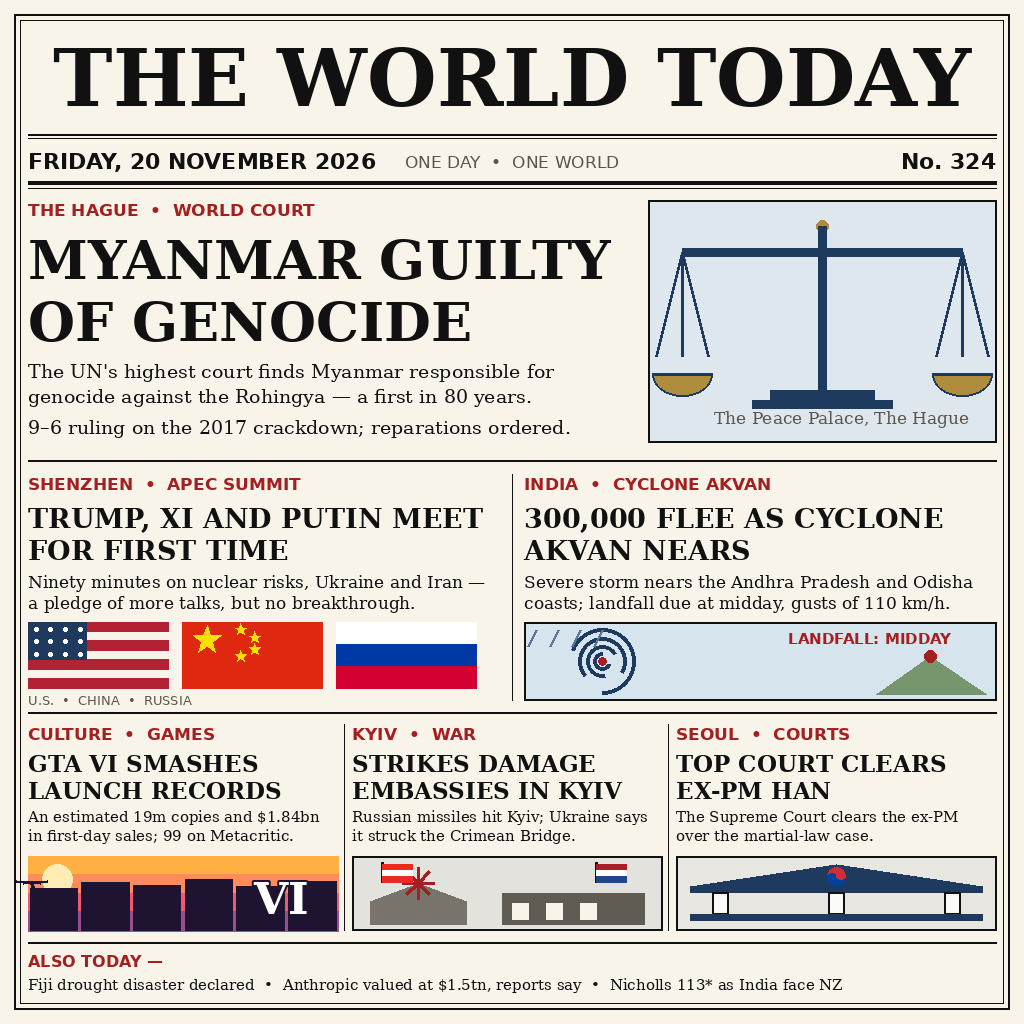 THE WORLD TODAY
FRIDAY, 20 NOVEMBER 2026 ONE DAY • ONE WORLD No. 324
THE HAGUE • WORLD COURT
MYANMAR GUILTY
OF GENOCIDE
The UN's highest court finds Myanmar responsible for
genocide against the Rohingya — a first in 80 years.
9–6 ruling on the 2017 crackdown; reparations ordered.
The Peace Palace, The Hague
SHENZHEN • APEC SUMMIT
TRUMP, XI AND PUTIN MEET
FOR FIRST TIME
Ninety minutes on nuclear risks, Ukraine and Iran —
a pledge of more talks, but no breakthrough.
U.S. • CHINA • RUSSIA
INDIA • CYCLONE AKVAN
300,000 FLEE AS CYCLONE
AKVAN NEARS
Severe storm nears the Andhra Pradesh and Odisha
coasts; landfall due at midday, gusts of 110 km/h.
LANDFALL: MIDDAY
CULTURE • GAMES
GTA VI SMASHES
LAUNCH RECORDS
An estimated 19m copies and $1.84bn
in first-day sales; 99 on Metacritic.
VI
KYIV • WAR
STRIKES DAMAGE
EMBASSIES IN KYIV
Russian missiles hit Kyiv; Ukraine says
it struck the Crimean Bridge.
SEOUL • COURTS
TOP COURT CLEARS
EX-PM HAN
The Supreme Court clears the ex-PM
over the martial-law case.
ALSO TODAY —
Fiji drought disaster declared • Anthropic valued at $1.5tn, reports say • Nicholls 113* as India face NZ